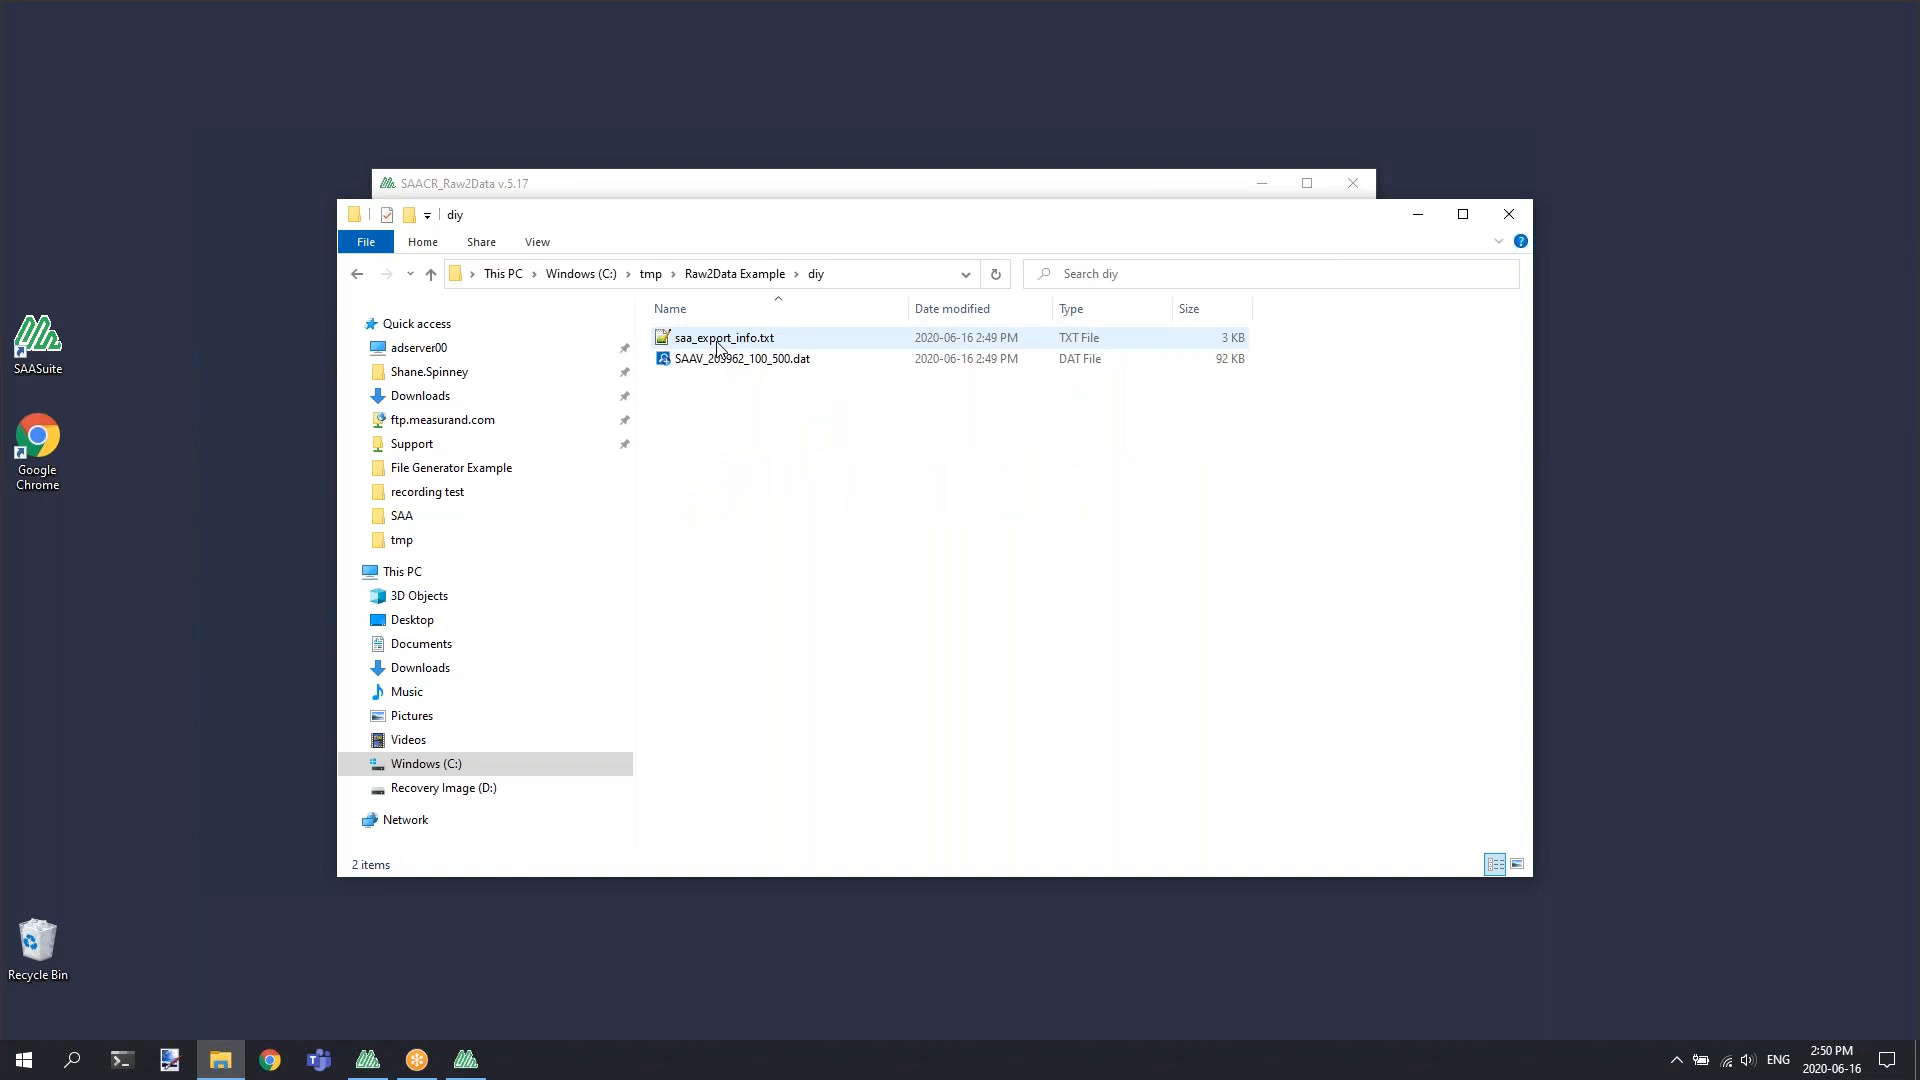 SAACR_Raw2Data v.5.17
diy
File
Home
Share
View
This PC
Windows (C:)
tmp
Raw2Data Example
diy
Search diy
Name
Date modified
Type
Size
saa_export_info.txt
2020-06-16 2:49 PM
TXT File
3 KB
SAAV_203962_100_500.dat
2020-06-16 2:49 PM
DAT File
92 KB
Quick access
adserver00
Shane.Spinney
Downloads
ftp.measurand.com
Support
File Generator Example
recording test
SAA
tmp
This PC
3D Objects
Desktop
Documents
Downloads
Music
Pictures
Videos
Windows (C:)
Recovery Image (D:)
Network
2 items
SAASuite
Google
Chrome
Recycle Bin
ENG
2:50 PM
2020-06-16